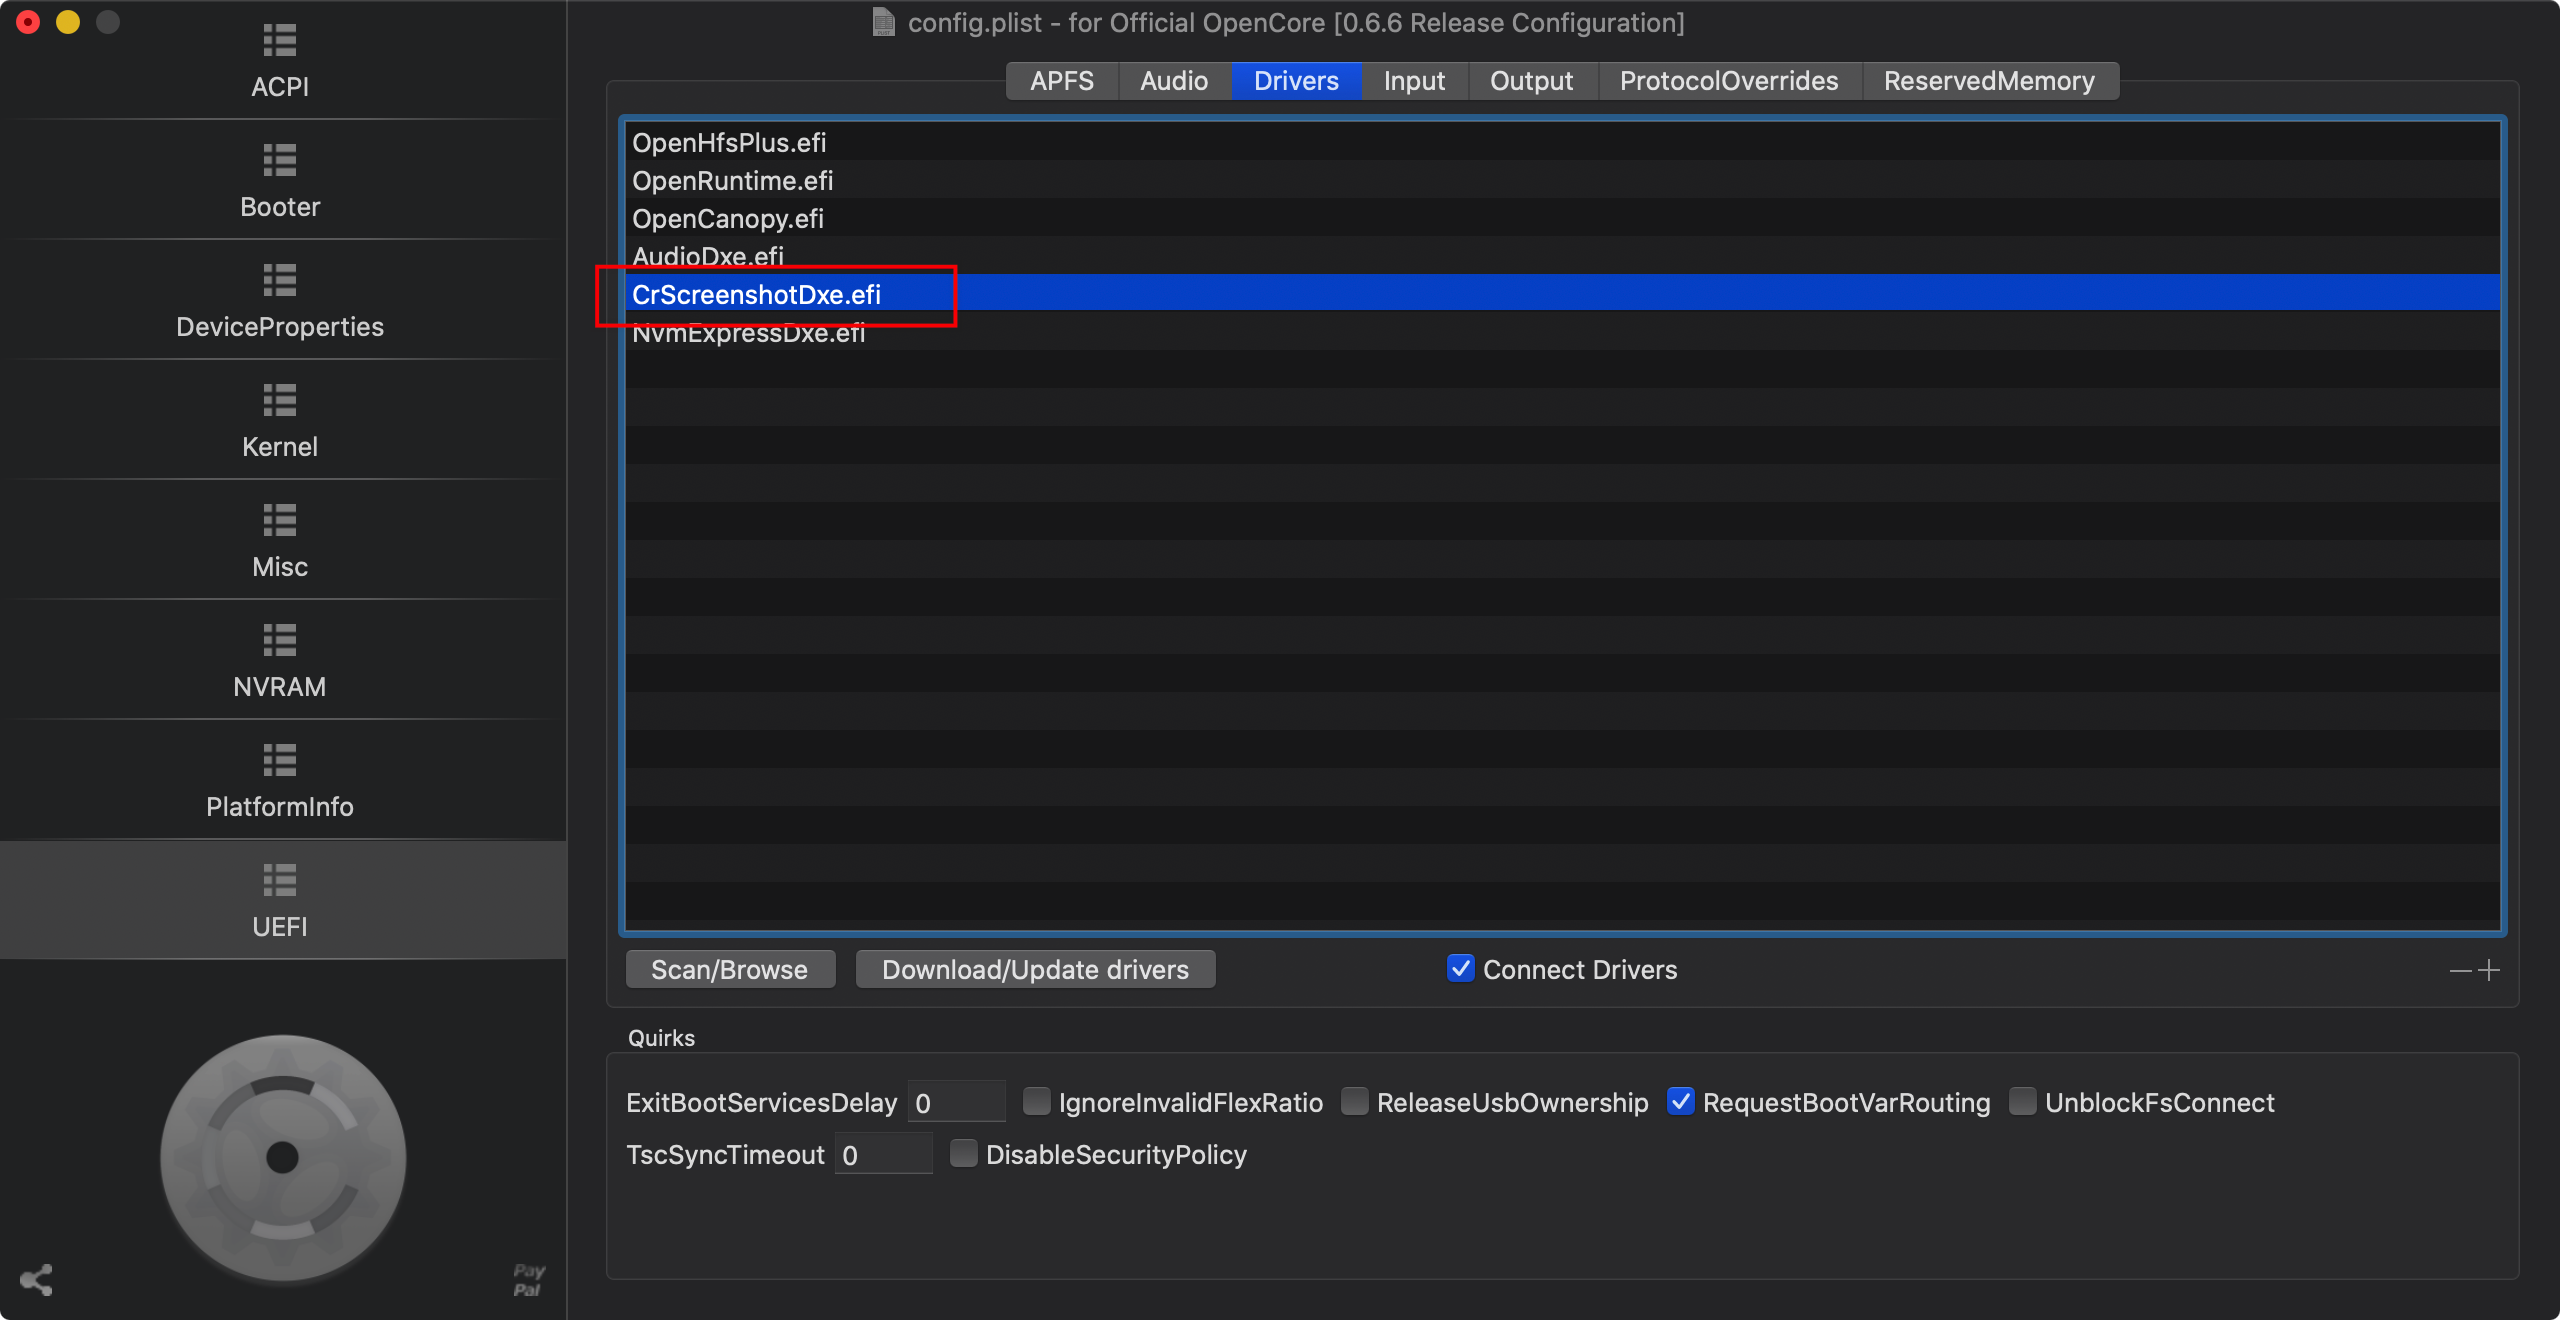 config.plist - for Official OpenCore [0.6.6 Release Configuration]
ACPI
Booter
DeviceProperties
Kernel
Misc
NVRAM
PlatformInfo
UEFI
Pay
Pal
APFS Audio Drivers Input Output ProtocolOverrides ReservedMemory
OpenHfsPlus.efi
OpenRuntime.efi
OpenCanopy.efi
AudioDxe.efi
CrScreenshotDxe.efi
NvmExpressDxe.efi
Scan/Browse Download/Update drivers Connect Drivers
Quirks
ExitBootServicesDelay 0 IgnoreInvalidFlexRatio ReleaseUsbOwnership RequestBootVarRouting UnblockFsConnect
TscSyncTimeout 0 DisableSecurityPolicy